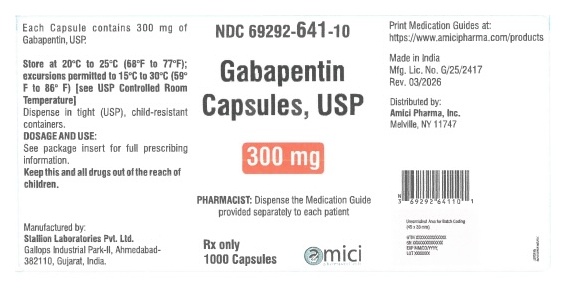 Each Capsule contains 300 mg of
Gabapentin, USP.
Store at 20°C to 25°C (68°F to 77°F);
excursions permitted to 15°C to 30°C (59°
F to 86° F) [see USP Controlled Room
Temperature]
Dispense in tight (USP), child-resistant
containers.
DOSAGE AND USE:
See package insert for full prescribing
information.
Keep this and all drugs out of the reach of
children.
Manufactured by:
Stallion Laboratories Pvt. Ltd.
Gallops Industrial Park-II, Ahmedabad-
382110, Gujarat, India.
NDC 69292-641-10
Gabapentin
Capsules, USP
300 mg
PHARMACIST: Dispense the Medication Guide
provided separately to each patient
Rx only
1000 Capsules
amici
Print Medication Guides at:
https://www.amicipharma.com/products
Made in India
Mfg. Lic. No. G/25/2417
Rev. 03/2026
Distributed by:
Amici Pharma, Inc.
Melville, NY 11747
N
3 69292 64110 1
Unvarnished Area for Batch Coding